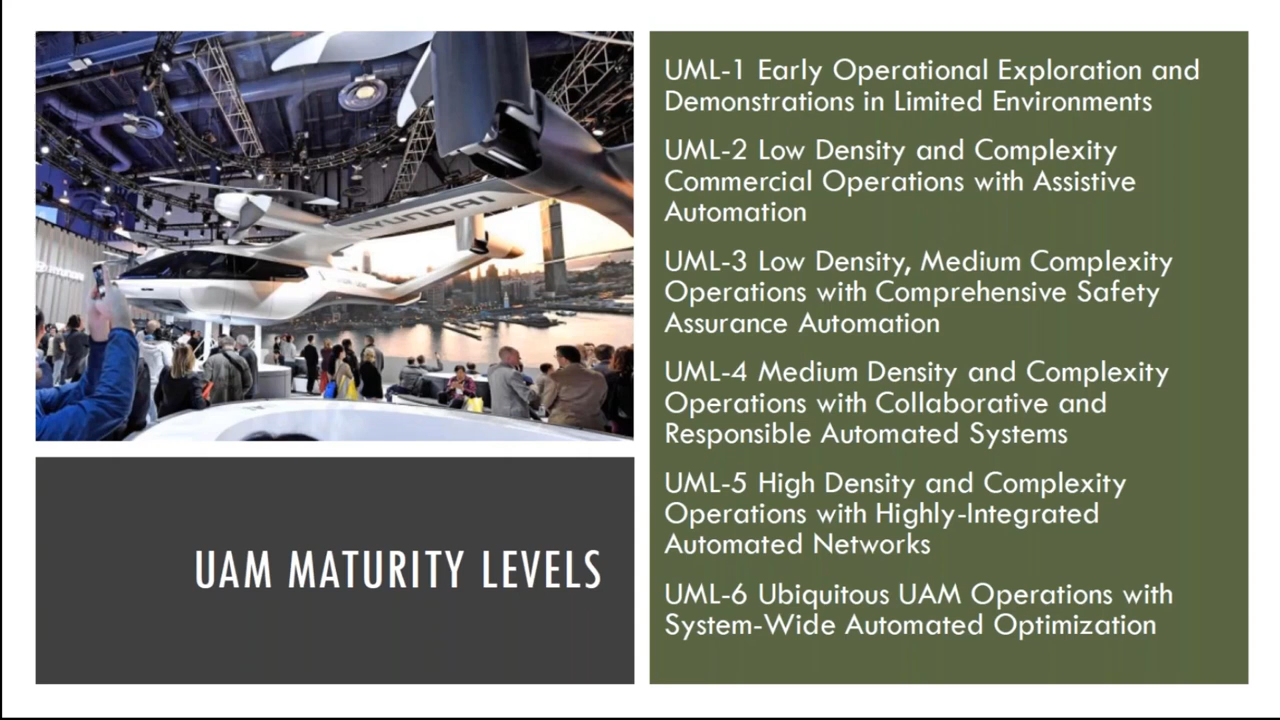 HYUNDAI
HYUNDAI
UAM MATURITY LEVELS
UML-1 Early Operational Exploration and
Demonstrations in Limited Environments
UML-2 Low Density and Complexity
Commercial Operations with Assistive
Automation
UML-3 Low Density, Medium Complexity
Operations with Comprehensive Safety
Assurance Automation
UML-4 Medium Density and Complexity
Operations with Collaborative and
Responsible Automated Systems
UML-5 High Density and Complexity
Operations with Highly-Integrated
Automated Networks
UML-6 Ubiquitous UAM Operations with
System-Wide Automated Optimization